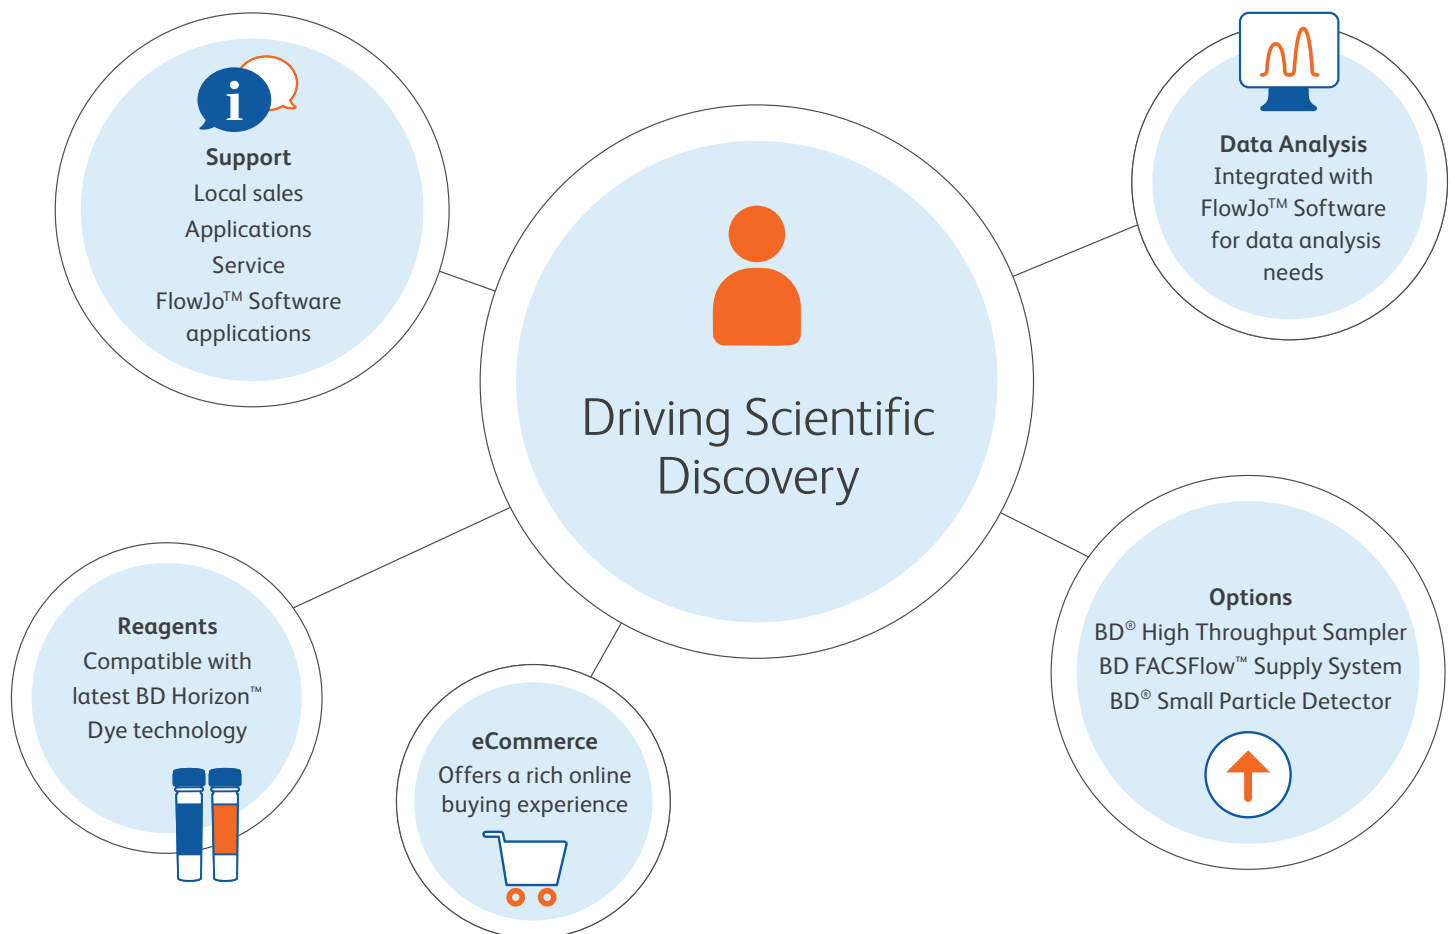 i
Support
Local sales
Applications
Service
FlowJo™ Software
applications
Data Analysis
Integrated with
FlowJo™ Software
for data analysis
needs
Driving Scientific
Discovery
Reagents
Compatible with
latest BD Horizon™
Dye technology
eCommerce
Offers a rich online
buying experience
Options
BD® High Throughput Sampler
BD FACSFlow™ Supply System
BD® Small Particle Detector